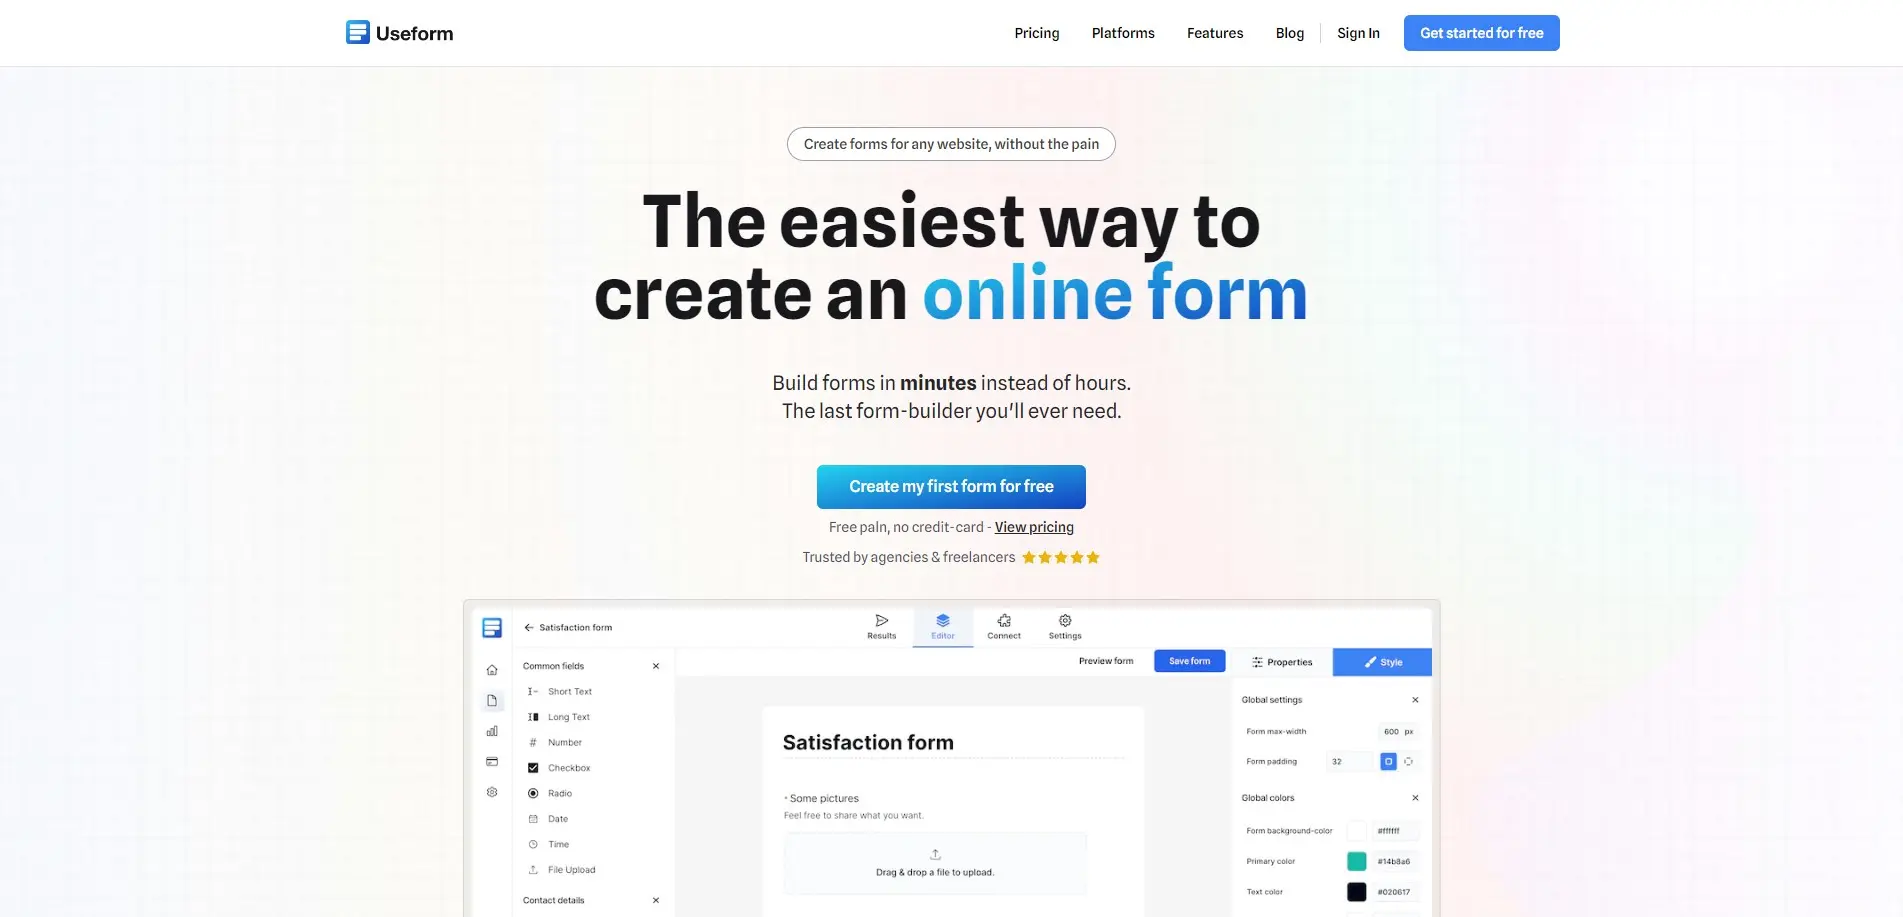 Useform
Pricing
Platforms
Features
Blog
Sign In
Get started for free
Create forms for any website, without the pain
The easiest way to
create an online form
Build forms in minutes instead of hours.
The last form-builder you'll ever need.
Create my first form for free
Free paln, no credit-card - View pricing
Trusted by agencies & freelancers
Satisfaction form
Results
Editor
Connect
Settings
Preview form
Save form
Properties
Style
Common fields
Short Text
Long Text
Number
Checkbox
Radio
Date
Time
File Upload
Contact details
Satisfaction form
* Some pictures
Feel free to share what you want.
Drag & drop a file to upload.
Global settings
Form max-width
600 px
Form padding
32
Global colors
Form background-color
#ffffff
Primary color
#14b8a6
Text color
#020617